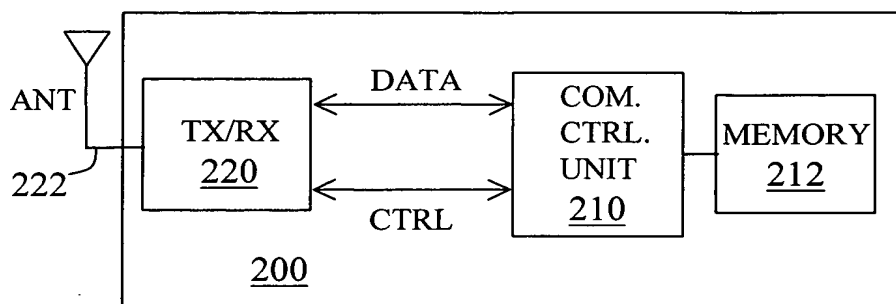 ANT
222
TX/RX
220
DATA
CTRL
COM.
CTRL.
UNIT
210
MEMORY
212
200